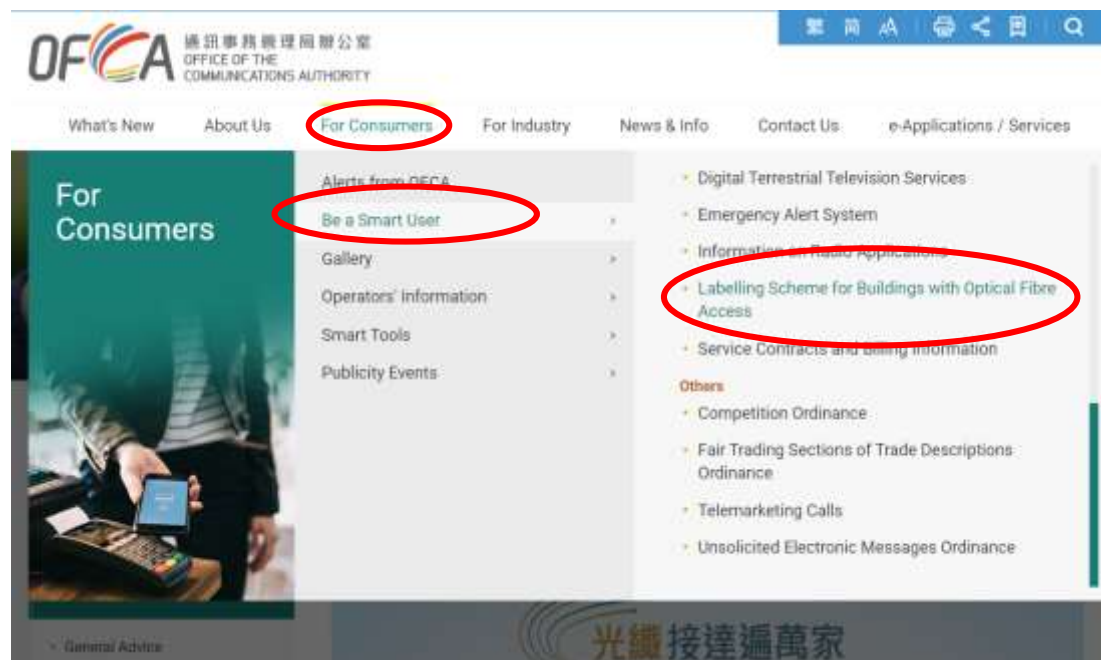 繁 简 AA
OFCA
通訊事務管理局辦公室
OFFICE OF THE
COMMUNICATIONS AUTHORITY
What's New About Us For Consumers For Industry News & Info Contact Us e-Applications / Services
For
Consumers
Alerts from OFCA
Be a Smart User
Gallery
Operators' Information
Smart Tools
Publicity Events
Digital Terrestrial Television Services
Emergency Alert System
Information on Radio Applications
Labelling Scheme for Buildings with Optical Fibre
Access
Service Contracts and Billing Information
Others
Competition Ordinance
Fair Trading Sections of Trade Descriptions
Ordinance
Telemarketing Calls
Unsolicited Electronic Messages Ordinance
General Advice
光纖接達遍萬家